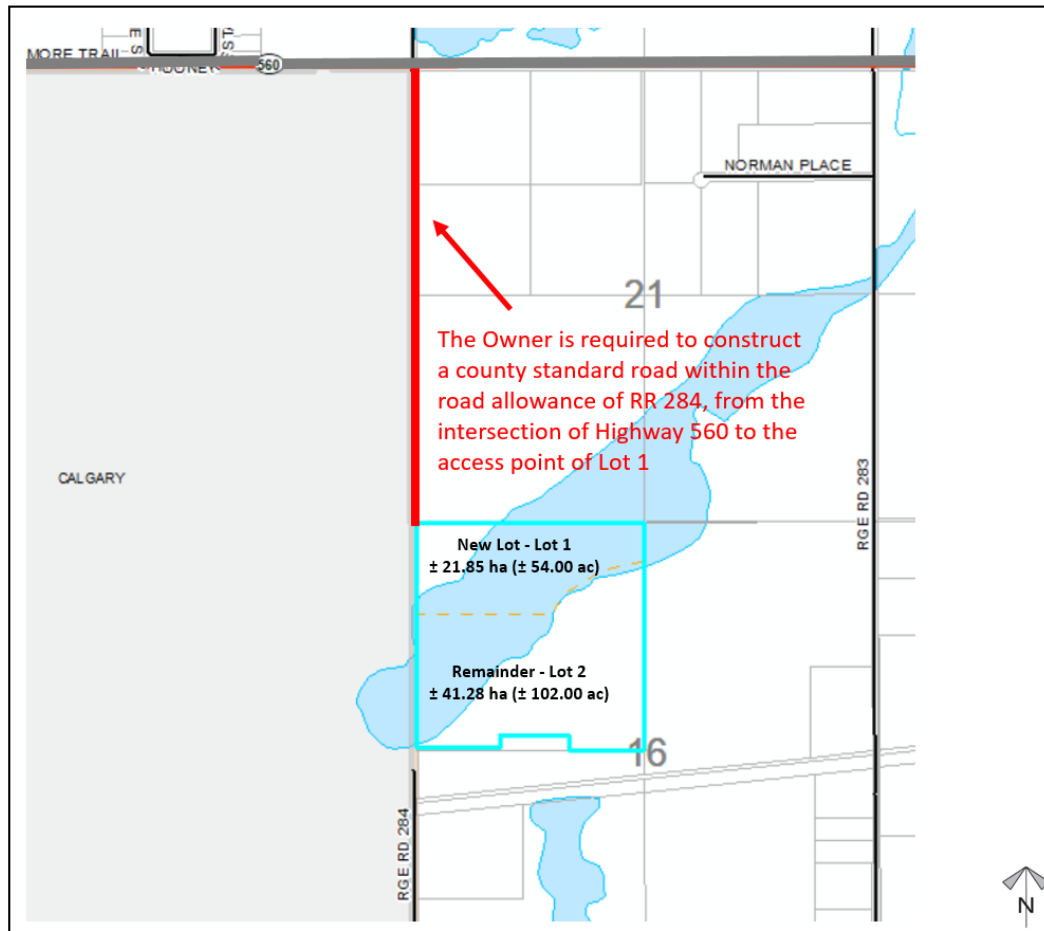 MORE TRAIL
560
NORMAN PLACE
21
The Owner is required to construct
a county standard road within the
road allowance of RR 284, from the
intersection of Highway 560 to the
access point of Lot 1
CALGARY
RGE RD 283
New Lot - Lot 1
± 21.85 ha (± 54.00 ac)
Remainder - Lot 2
± 41.28 ha (± 102.00 ac)
16
RGE RD 284
N